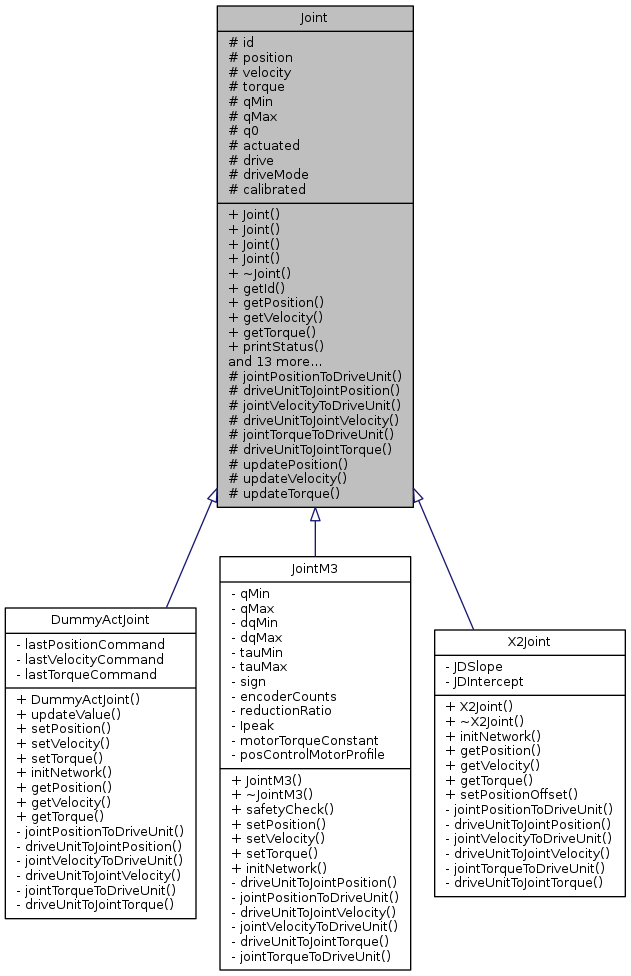 Joint
# id
# position
# velocity
# torque
# qMin
# qMax
# q0
# actuated
# drive
# driveMode
# calibrated
+ Joint()
+ Joint()
+ Joint()
+ Joint()
+ ~Joint()
+ getId()
+ getPosition()
+ getVelocity()
+ getTorque()
+ printStatus()
and 13 more...
# jointPositionToDriveUnit()
# driveUnitToJointPosition()
# jointVelocityToDriveUnit()
# driveUnitToJointVelocity()
# jointTorqueToDriveUnit()
# driveUnitToJointTorque()
# updatePosition()
# updateVelocity()
# updateTorque()
DummyActJoint
- lastPositionCommand
- lastVelocityCommand
- lastTorqueCommand
+ DummyActJoint()
+ updateValue()
+ setPosition()
+ setVelocity()
+ setTorque()
+ initNetwork()
+ getPosition()
+ getVelocity()
+ getTorque()
- jointPositionToDriveUnit()
- driveUnitToJointPosition()
- jointVelocityToDriveUnit()
- driveUnitToJointVelocity()
- jointTorqueToDriveUnit()
- driveUnitToJointTorque()
JointM3
- qMin
- qMax
- dqMin
- dqMax
- tauMin
- tauMax
- sign
- encoderCounts
- reductionRatio
- Ipeak
- motorTorqueConstant
- posControlMotorProfile
+ JointM3()
+ ~JointM3()
+ safetyCheck()
+ setPosition()
+ setVelocity()
+ setTorque()
+ initNetwork()
- driveUnitToJointPosition()
- jointPositionToDriveUnit()
- driveUnitToJointVelocity()
- jointVelocityToDriveUnit()
- driveUnitToJointTorque()
- jointTorqueToDriveUnit()
X2Joint
- JDSlope
- JDIntercept
+ X2Joint()
+ ~X2Joint()
+ initNetwork()
+ getPosition()
+ getVelocity()
+ getTorque()
+ setPositionOffset()
- jointPositionToDriveUnit()
- driveUnitToJointPosition()
- jointVelocityToDriveUnit()
- driveUnitToJointVelocity()
- jointTorqueToDriveUnit()
- driveUnitToJointTorque()